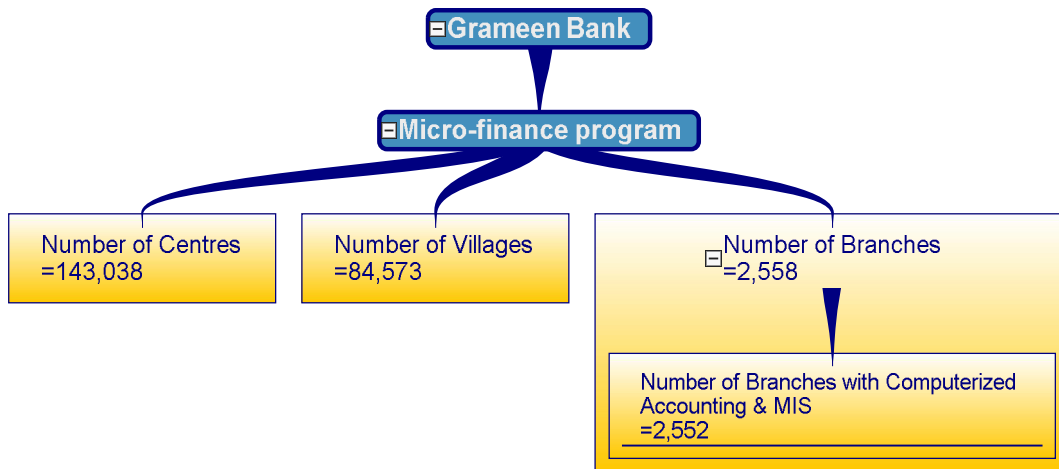 Grameen Bank
Micro-finance program
Number of Centres
=143,038
Number of Villages
=84,573
Number of Branches
=2,558
Number of Branches with Computerized
Accounting & MIS
=2,552